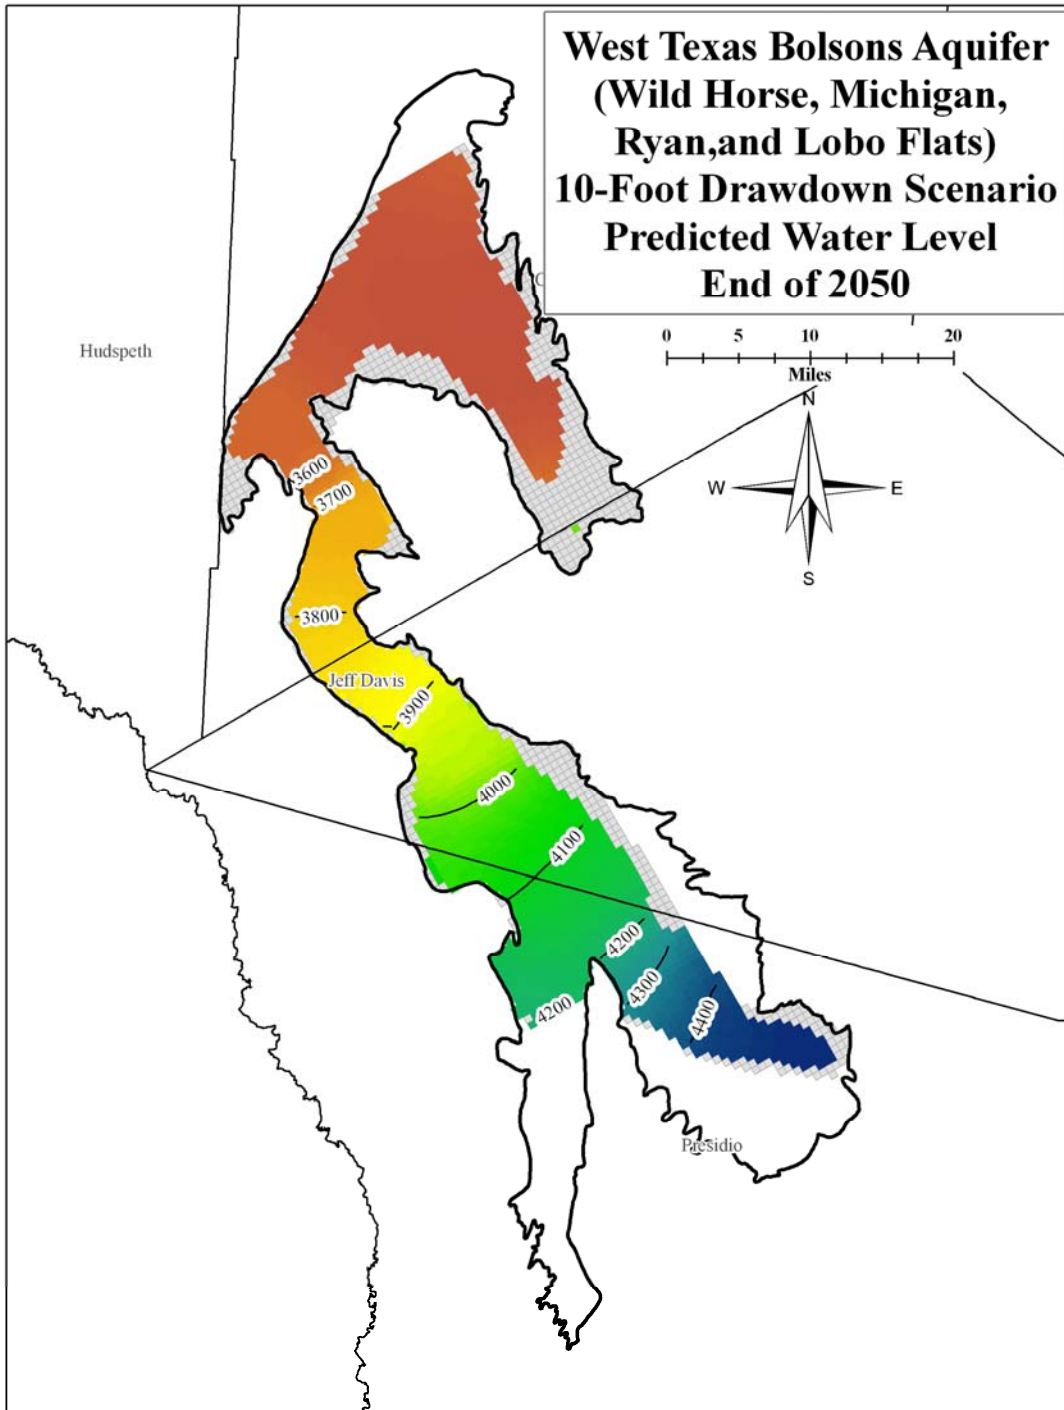 West Texas Bolsons Aquifer
(Wild Horse, Michigan,
Ryan,and Lobo Flats)
10-Foot Drawdown Scenario
Predicted Water Level
End of 2050
0 5 10 20
Miles
N
W E
S
Hudspeth
3600
3700
3800
Jeff Davis
3900
4000
4100
4200
4300
4200
4400
Presidio